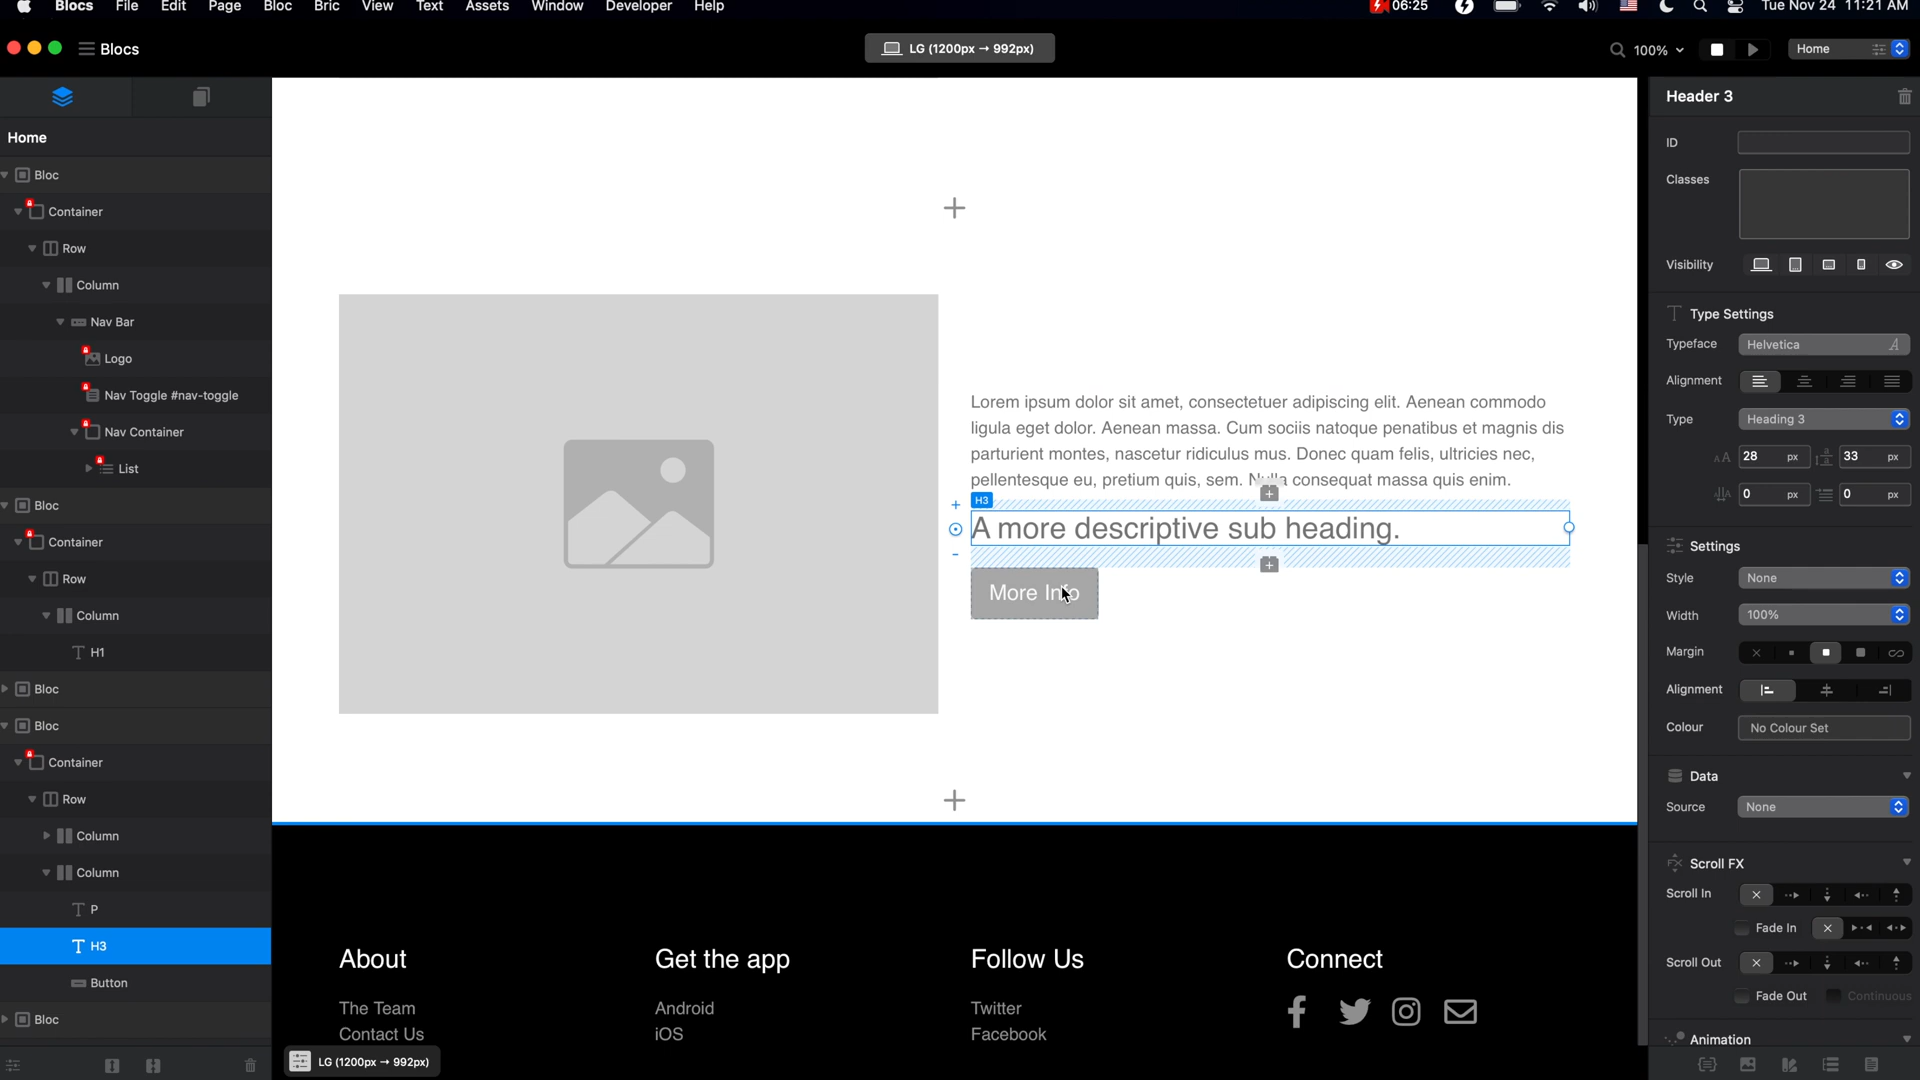 Blocs File Edit Page Bloc Bric View Text Assets Window Developer Help
06:25 Tue Nov 24 11:21 AM
Blocs
LG (1200px → 992px)
100%
Home
Home
Bloc
Container
Row
Column
Nav Bar
Logo
Nav Toggle #nav-toggle
Nav Container
List
Bloc
Container
Row
Column
H1
Bloc
Bloc
Container
Row
Column
Column
P
H3
Button
Bloc
Lorem ipsum dolor sit amet, consectetuer adipiscing elit. Aenean commodo
ligula eget dolor. Aenean massa. Cum sociis natoque penatibus et magnis dis
parturient montes, nascetur ridiculus mus. Donec quam felis, ultricies nec,
pellentesque eu, pretium quis, sem. Nulla consequat massa quis enim.
H3
A more descriptive sub heading.
More Info
About
The Team
Contact Us
Get the app
Android
iOS
Follow Us
Twitter
Facebook
Connect
LG (1200px → 992px)
Header 3
ID
Classes
Visibility
Type Settings
Typeface Helvetica
Alignment
Type Heading 3
28 px 33 px
0 px 0 px
Settings
Style None
Width 100%
Margin
Alignment
Colour No Colour Set
Data
Source None
Scroll FX
Scroll In
Fade In
Scroll Out
Fade Out Continuous
Animation